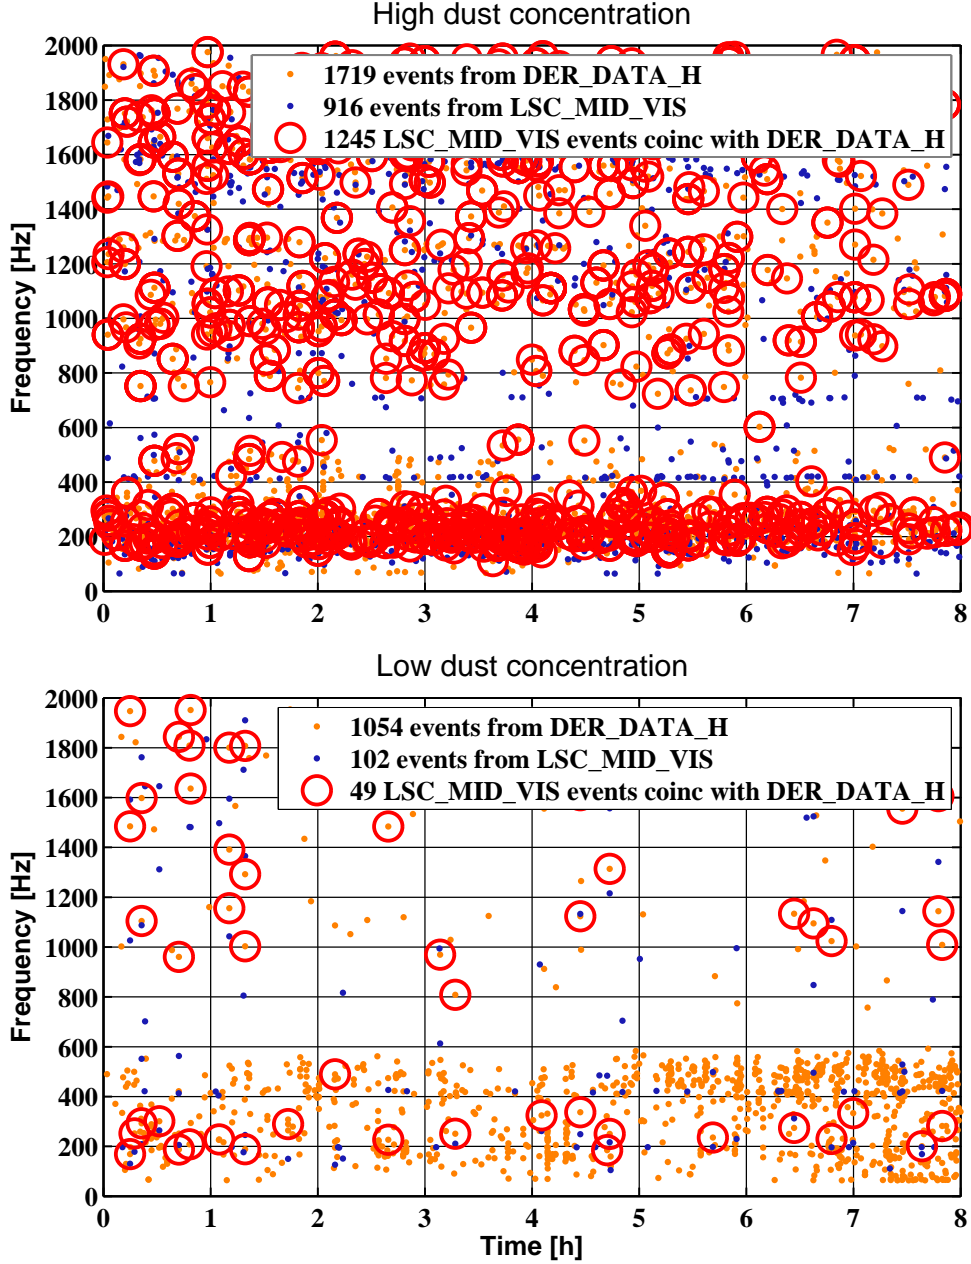 High dust concentration
2000
1800
1600
1400
1200
1000
800
600
400
200
0
Frequency [Hz]
1719 events from DER_DATA_H
916 events from LSC_MID_VIS
1245 LSC_MID_VIS events coinc with DER_DATA_H
0 1 2 3 4 5 6 7 8
Low dust concentration
2000
1800
1600
1400
1200
1000
800
600
400
200
0
Frequency [Hz]
1054 events from DER_DATA_H
102 events from LSC_MID_VIS
49 LSC_MID_VIS events coinc with DER_DATA_H
0 1 2 3 4 5 6 7 8
Time [h]